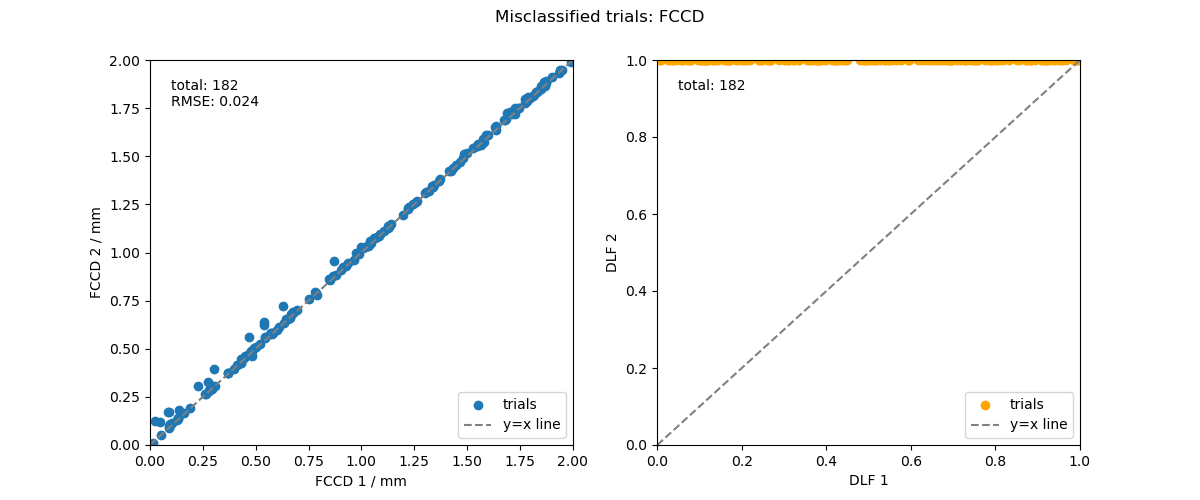 Misclassified trials: FCCD
2.00
1.75
1.50
1.25
1.00
0.75
0.50
0.25
0.00
FCCD 2 / mm
total: 182
RMSE: 0.024
trials
y=x line
0.00
0.25
0.50
0.75
1.00
1.25
1.50
1.75
2.00
FCCD 1 / mm
1.0
0.8
0.6
0.4
0.2
0.0
DLF 2
total: 182
trials
y=x line
0.0
0.2
0.4
0.6
0.8
1.0
DLF 1